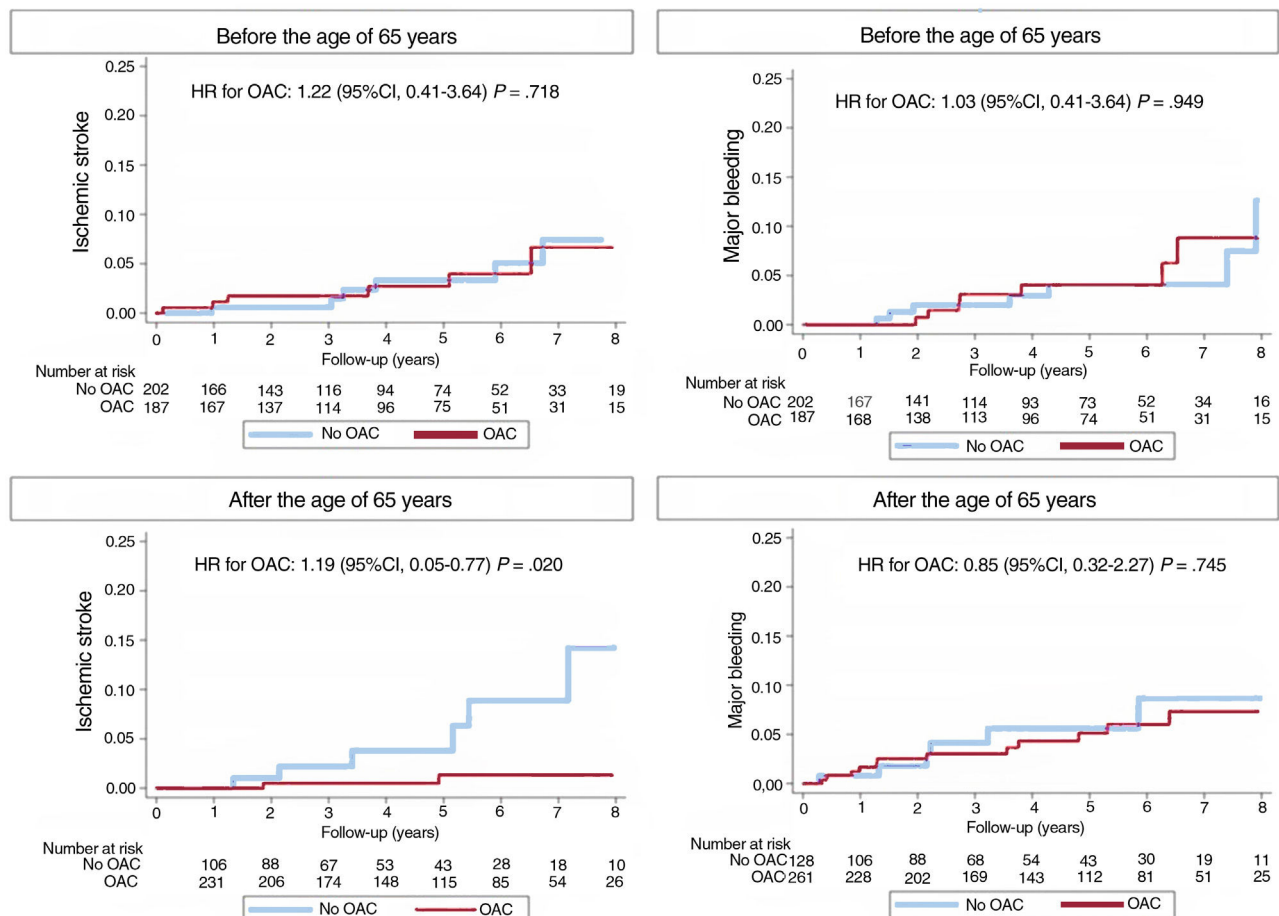 Before the age of 65 years
HR for OAC: 1.22 (95%CI, 0.41-3.64) P = .718
Ischemic stroke
0.25
0.20
0.15
0.10
0.05
0.00
0 1 2 3 4 5 6 7 8
Follow-up (years)
Number at risk
No OAC 202 166 143 116 94 74 52 33 19
OAC 187 167 137 114 96 75 51 31 15
No OAC OAC
Before the age of 65 years
HR for OAC: 1.03 (95%CI, 0.41-3.64) P = .949
Major bleeding
0.25
0.20
0.15
0.10
0.05
0.00
0 1 2 3 4 5 6 7 8
Follow-up (years)
Number at risk
No OAC 202 167 141 114 93 73 52 34 16
OAC 187 168 138 113 96 74 51 31 15
No OAC OAC
After the age of 65 years
HR for OAC: 1.19 (95%CI, 0.05-0.77) P = .020
Ischemic stroke
0.25
0.20
0.15
0.10
0.05
0.00
0 1 2 3 4 5 6 7 8
Follow-up (years)
Number at risk
No OAC 106 88 67 53 43 28 18 10
OAC 231 206 174 148 115 85 54 26
No OAC OAC
After the age of 65 years
HR for OAC: 0.85 (95%CI, 0.32-2.27) P = .745
Major bleeding
0.25
0.20
0.15
0.10
0.05
0,00
0 1 2 3 4 5 6 7 8
Follow-up (years)
Number at risk
No OAC 128 106 88 68 54 43 30 19 11
OAC 261 228 202 169 143 112 81 51 25
No OAC OAC